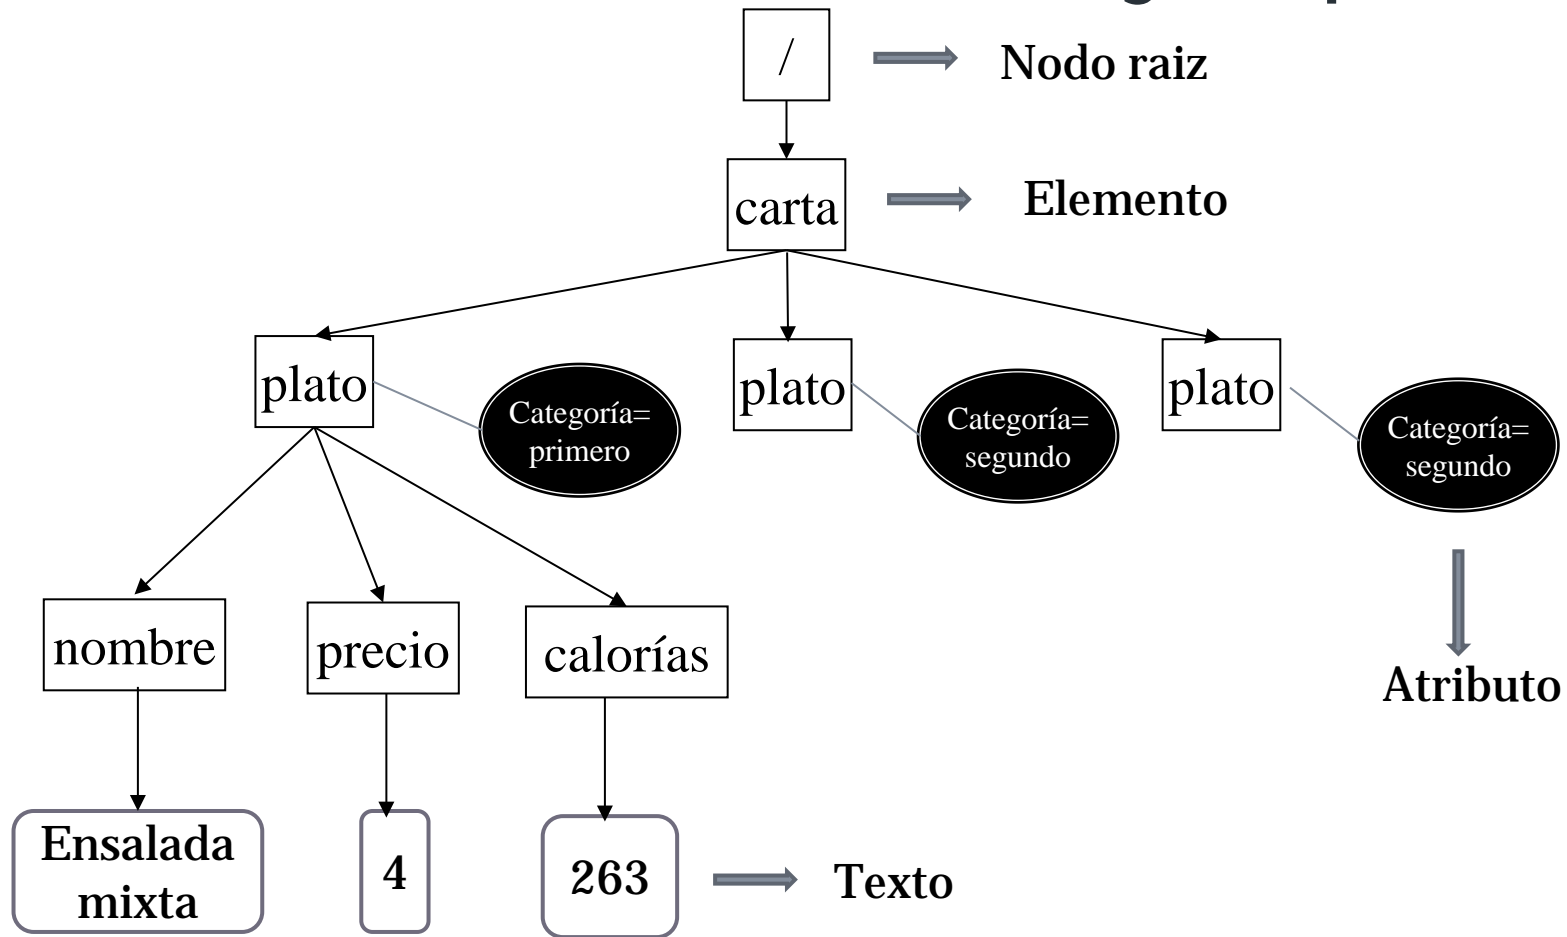 /
Nodo raiz
carta
Elemento
plato
plato
plato
Categoría=
primero
Categoría=
segundo
Categoría=
segundo
nombre
precio
calorías
Atributo
Ensalada
mixta
4
263
Texto